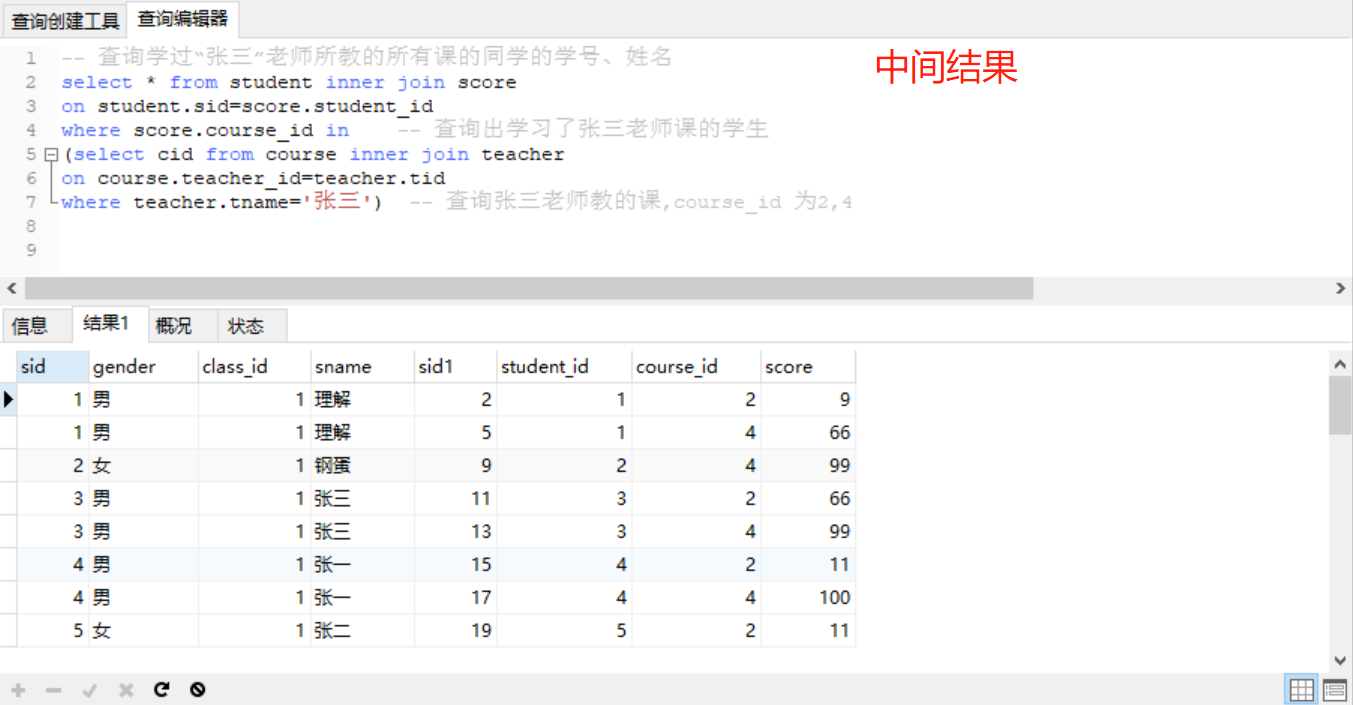 查询创建工具 查询编辑器
中间结果
1 -- 查询学过“张三”老师所教的所有课的同学的学号、姓名
2 select * from student inner join score
3 on student.sid=score.student_id
4 where score.course_id in    -- 查询出学习了张三老师课的学生
5 (select cid from course inner join teacher
6 on course.teacher_id=teacher.tid
7 where teacher.tname='张三')  -- 查询张三老师教的课,course_id 为2,4
8
9
信息 结果1 概况 状态
sid gender class_id sname sid1 student_id course_id score
1 男 1 理解 2 1 2 9
1 男 1 理解 5 1 4 66
2 女 1 钢蛋 9 2 4 99
3 男 1 张三 11 3 2 66
3 男 1 张三 13 3 4 99
4 男 1 张一 15 4 2 11
4 男 1 张一 17 4 4 100
5 女 1 张二 19 5 2 11